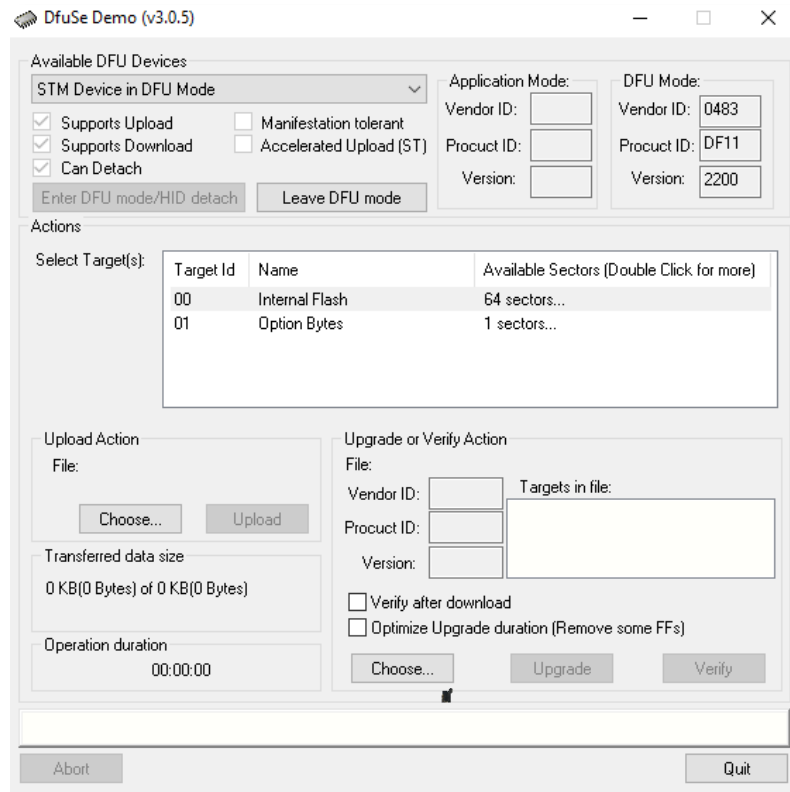 DfuSe Demo (v3.0.5)
Available DFU Devices
STM Device in DFU Mode
Supports Upload
Manifestation tolerant
Supports Download
Accelerated Upload (ST)
Can Detach
Enter DFU mode/HID detach
Leave DFU mode
Application Mode:
Vendor ID:
Procuct ID:
Version:
DFU Mode:
Vendor ID: 0483
Procuct ID: DF11
Version: 2200
Actions
Select Target(s):
Target Id Name Available Sectors (Double Click for more)
00 Internal Flash 64 sectors...
01 Option Bytes 1 sectors...
Upload Action
File:
Choose... Upload
Transferred data size
0 KB(0 Bytes) of 0 KB(0 Bytes)
Operation duration
00:00:00
Upgrade or Verify Action
File:
Vendor ID:
Procuct ID:
Version:
Targets in file:
Verify after download
Optimize Upgrade duration (Remove some FFs)
Choose... Upgrade Verify
Abort Quit